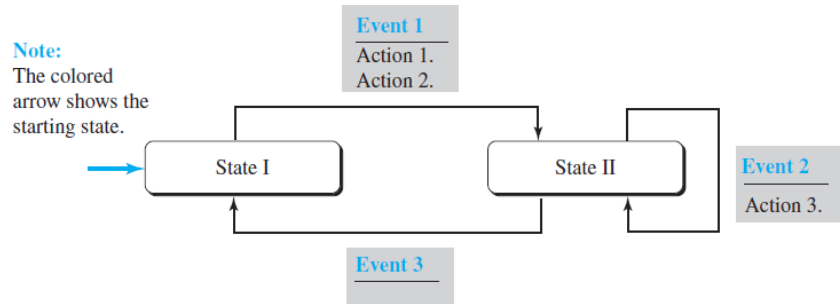 Note:
The colored
arrow shows the
starting state.
Event 1
Action 1.
Action 2.
State I
State II
Event 2
Action 3.
Event 3